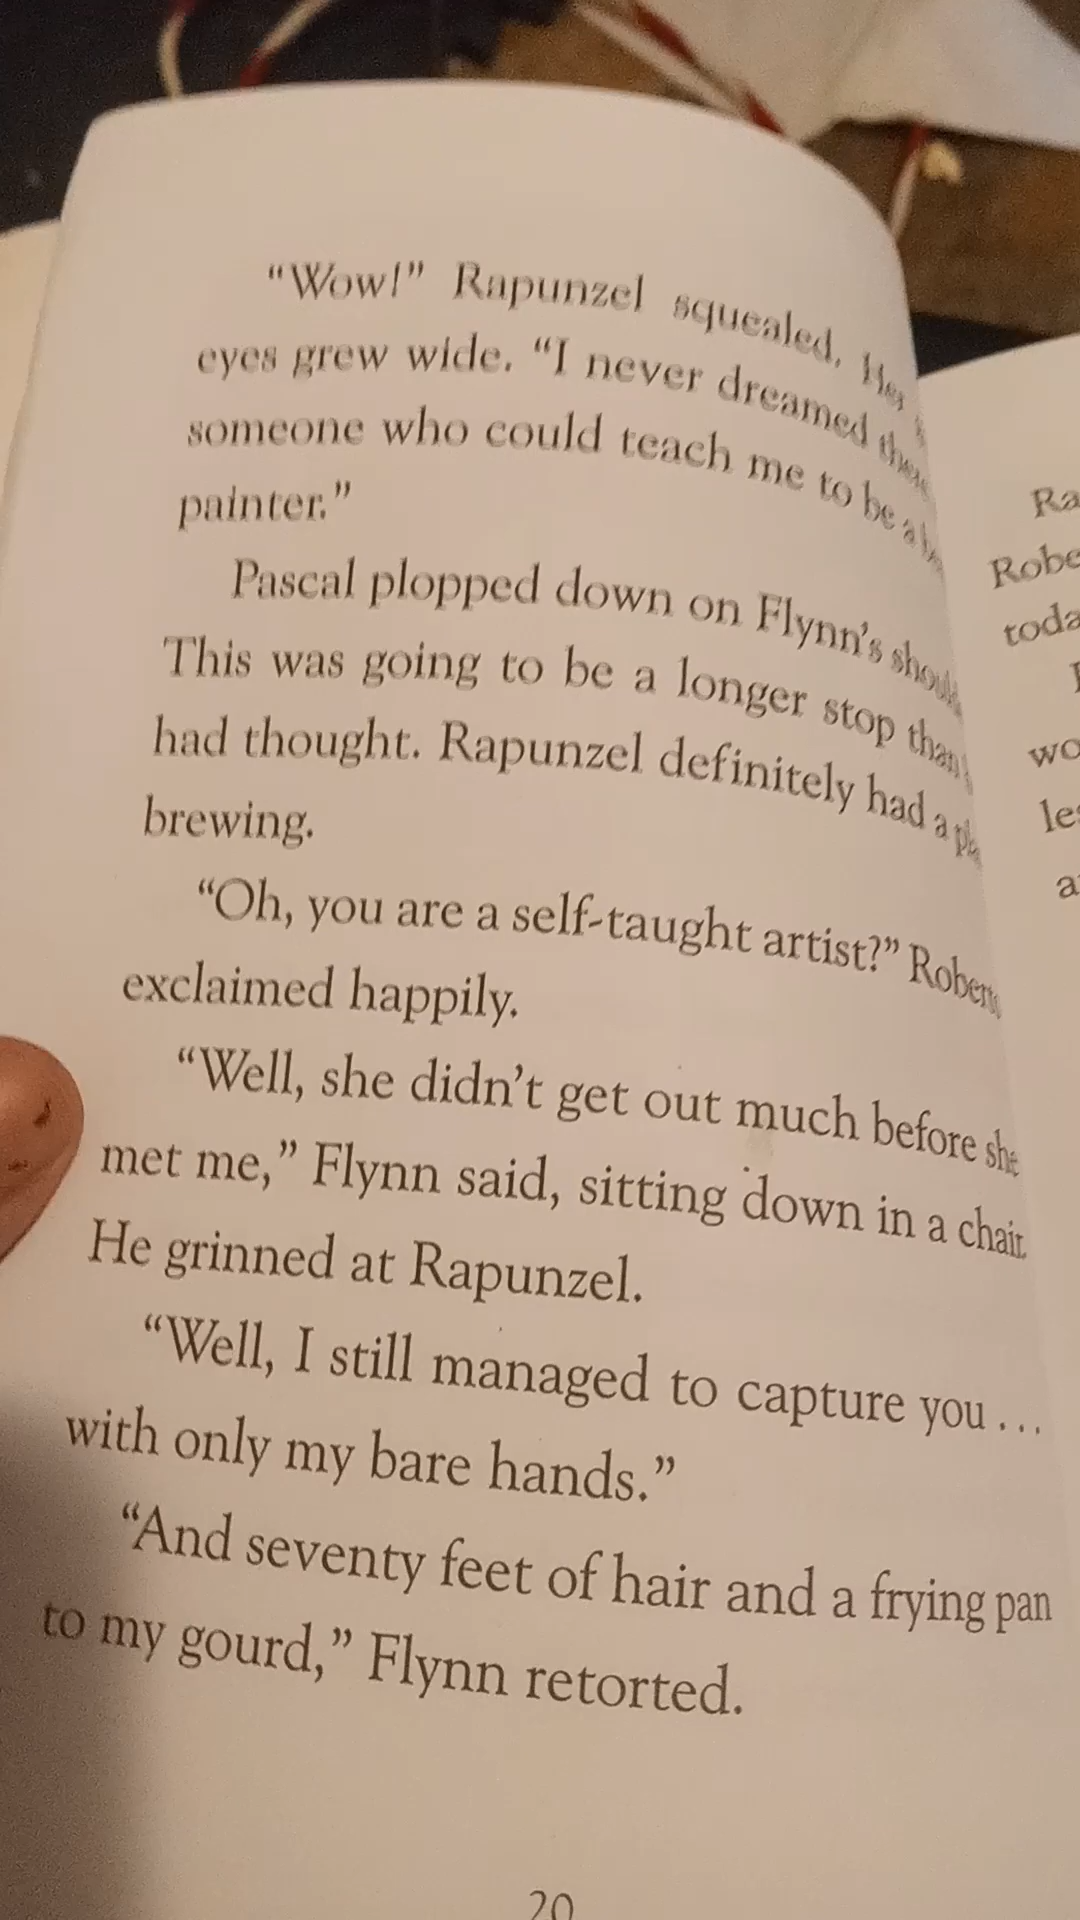 “Wow!” Rapunzel squealed. Her
eyes grew wide. “I never dreamed
someone who could teach me to be a
painter.”
Pascal plopped down on Flynn’s
This was going to be a longer stop than
had thought. Rapunzel definitely had a
brewing.
“Oh, you are a self-taught artist?”
exclaimed happily.
“Well, she didn’t get out much before she
met me,” Flynn said, sitting down in a chair.
He grinned at Rapunzel.
“Well, I still managed to capture you . . .
with only my bare hands.”
“And seventy feet of hair and a frying pan
to my gourd,” Flynn retorted.
20